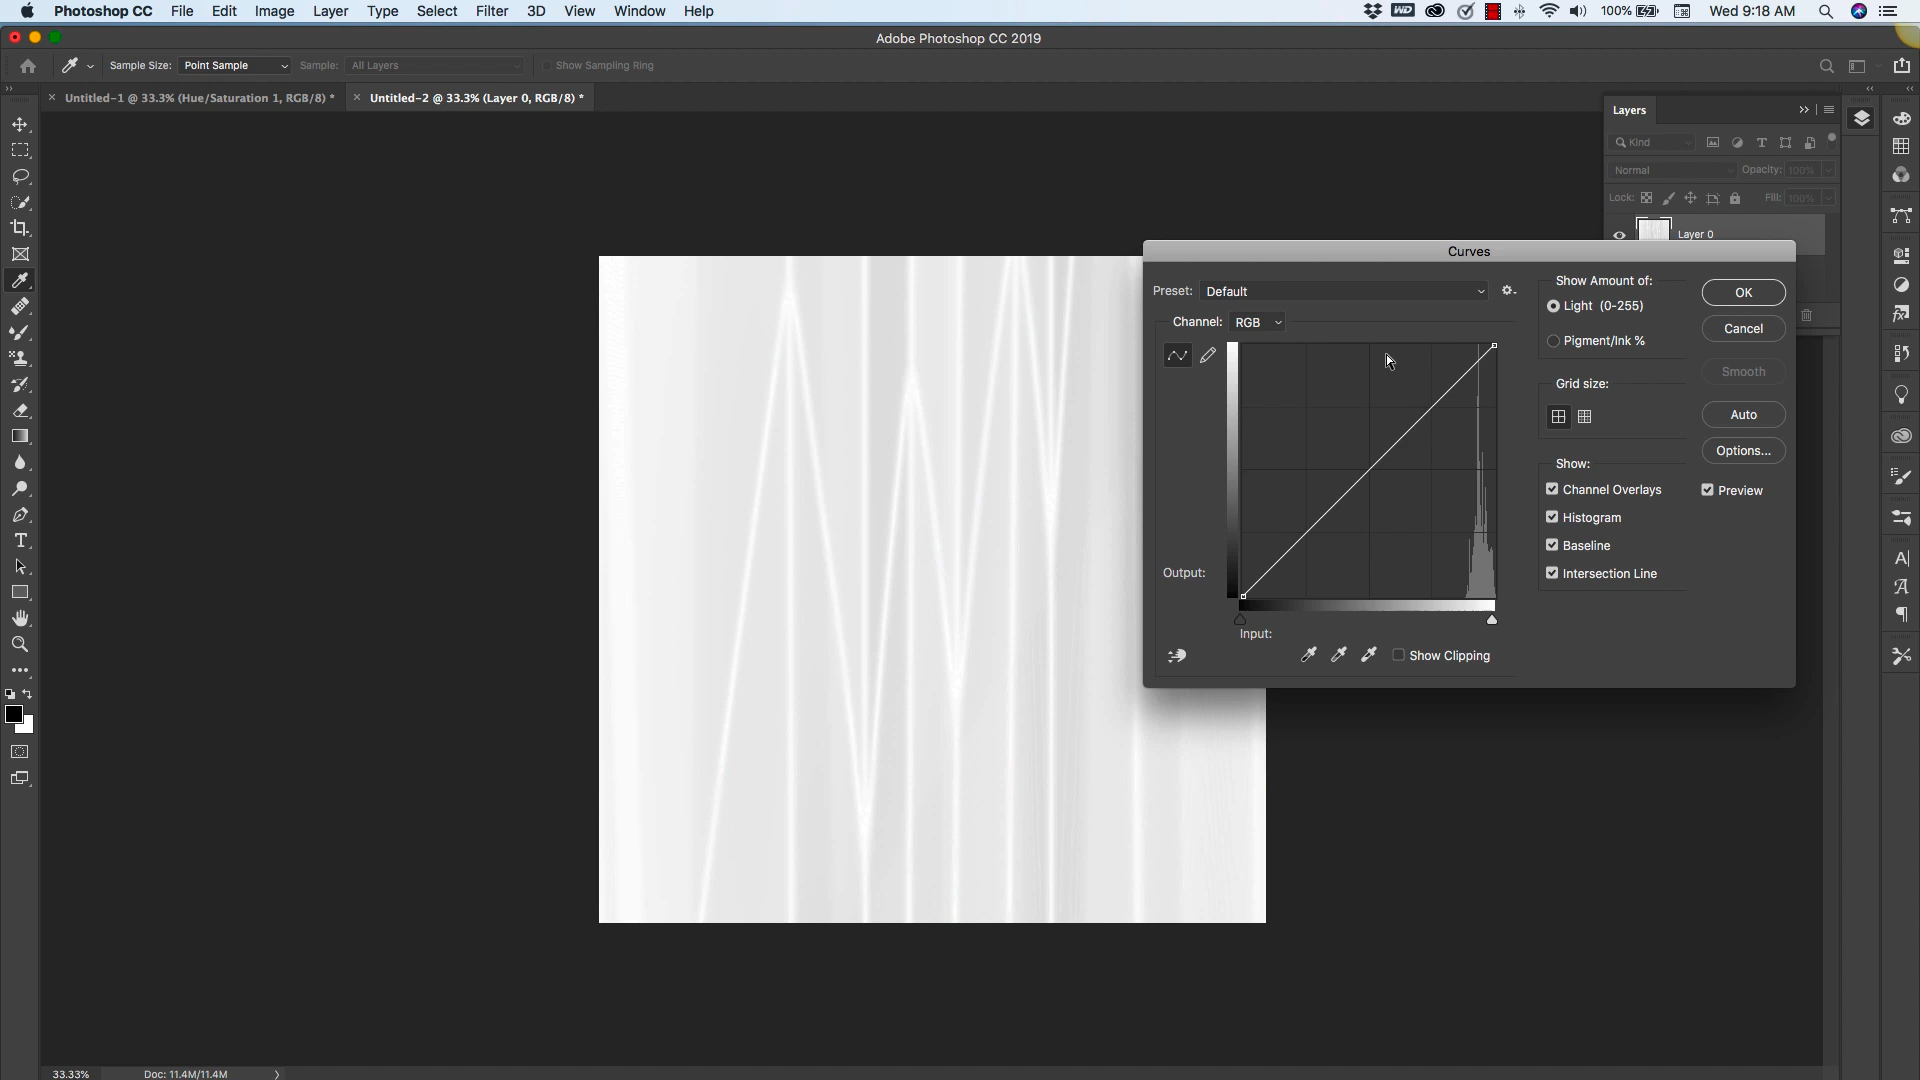 Photoshop CC File Edit Image Layer Type Select Filter 3D View Window Help 100% Wed 9:18 AM
Adobe Photoshop CC 2019
Sample Size: Point Sample Sample: All Layers Show Sampling Ring
Untitled-1 @ 33.3% (Hue/Saturation 1, RGB/8) * Untitled-2 @ 33.3% (Layer 0, RGB/8) *
Layers
Kind
Normal Opacity: 100%
Lock: Fill: 100%
Layer 0
Curves
Preset: Default
Channel: RGB
Output:
Input:
Show Clipping
Show Amount of:
Light (0-255)
Pigment/Ink %
Grid size:
Show:
Channel Overlays
Histogram
Baseline
Intersection Line
OK
Cancel
Smooth
Auto
Options...
Preview
33.33% Doc: 11.4M/11.4M